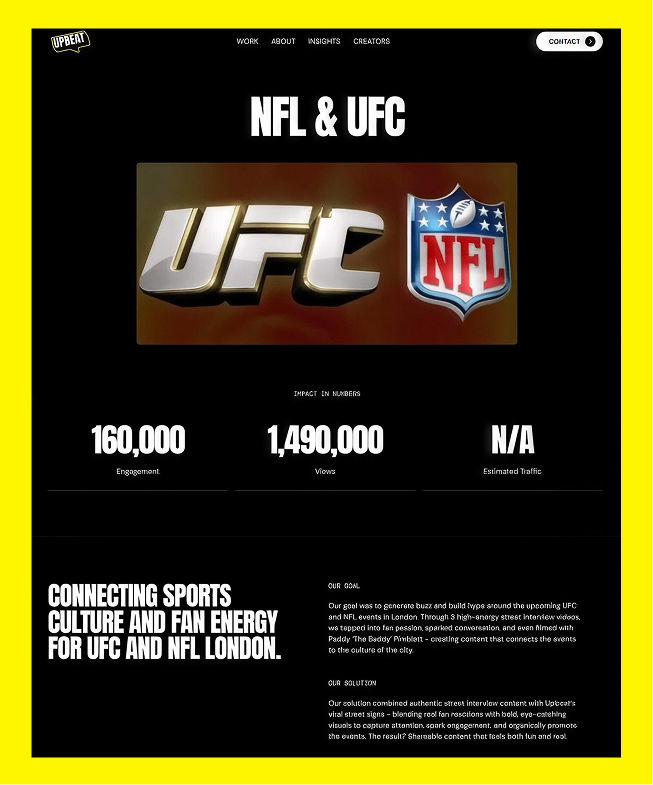 UPBEAT
WORK ABOUT INSIGHTS CREATORS
CONTACT
NFL & UFC
UFC NFL
IMPACT IN NUMBERS
160,000 1,490,000 N/A
Engagement Views Estimated Traffic
CONNECTING SPORTS
CULTURE AND FAN ENERGY
FOR UFC AND NFL LONDON.
OUR GOAL
Our goal was to generate buzz and build hype around the upcoming UFC
and NFL events in London. Through 3 high-energy street interview videos,
we tapped into fan passion, sparked conversation, and even filmed with
Paddy 'The Baddy' Pimblett – creating content that connects the events
to the culture of the city.
OUR SOLUTION
Our solution combined authentic street interview content with Upbeat's
viral street signs – blending real fan reactions with bold, eye-catching
visuals to capture attention, spark engagement, and organically promote
the events. The result? Shareable content that feels both fun and real.